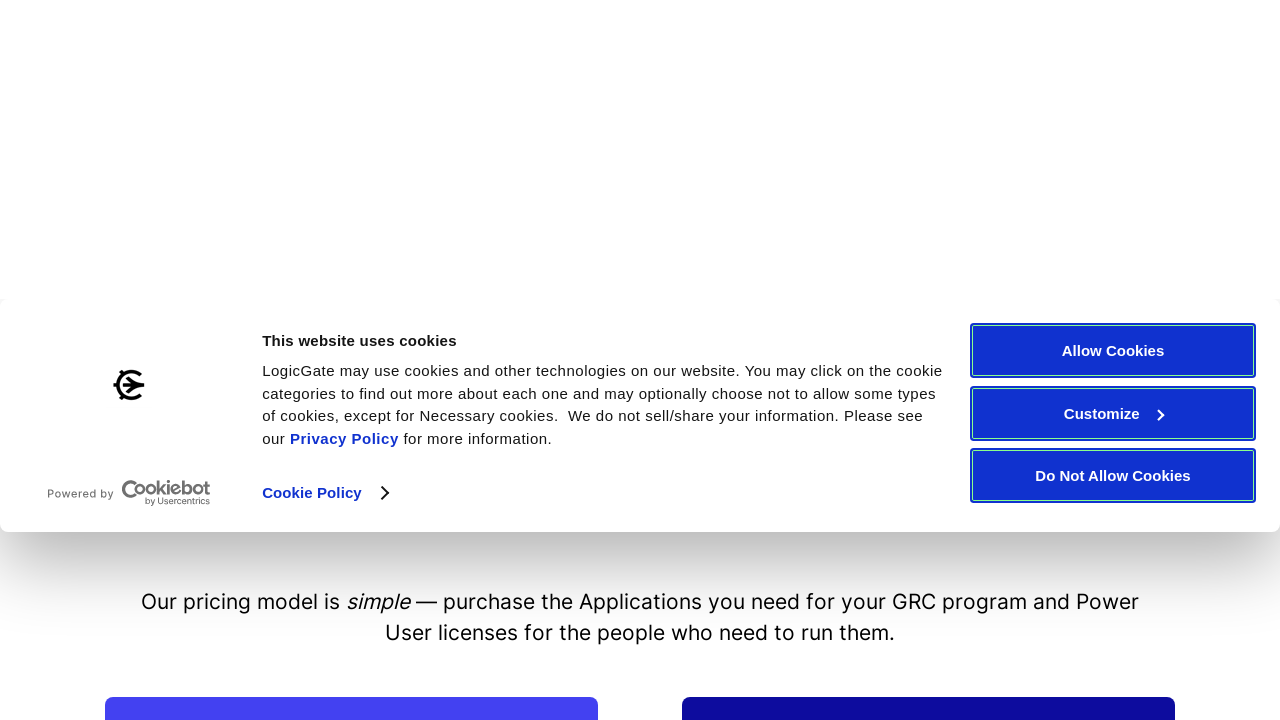 This website uses cookies
LogicGate may use cookies and other technologies on our website. You may click on the cookie
categories to find out more about each one and may optionally choose not to allow some types
of cookies, except for Necessary cookies.  We do not sell/share your information. Please see
our Privacy Policy for more information.
Cookie Policy
Powered by Cookiebot
by Usercentrics
Allow Cookies
Customize
Do Not Allow Cookies
Our pricing model is simple — purchase the Applications you need for your GRC program and Power
User licenses for the people who need to run them.